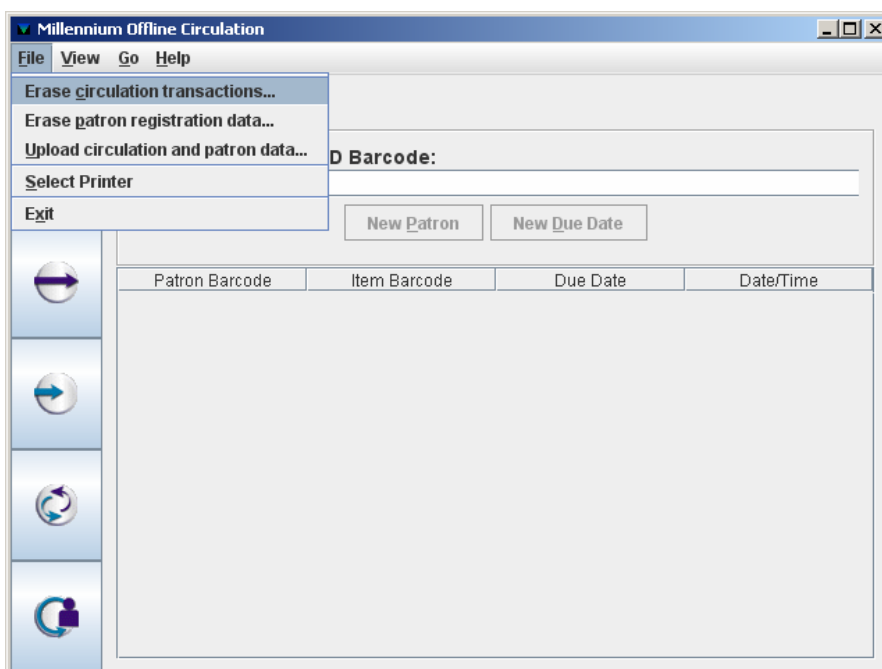 Millennium Offline Circulation
File View Go Help
Erase circulation transactions...
Erase patron registration data...
Upload circulation and patron data...
Select Printer
Exit
D Barcode:
New Patron New Due Date
Patron Barcode Item Barcode Due Date Date/Time